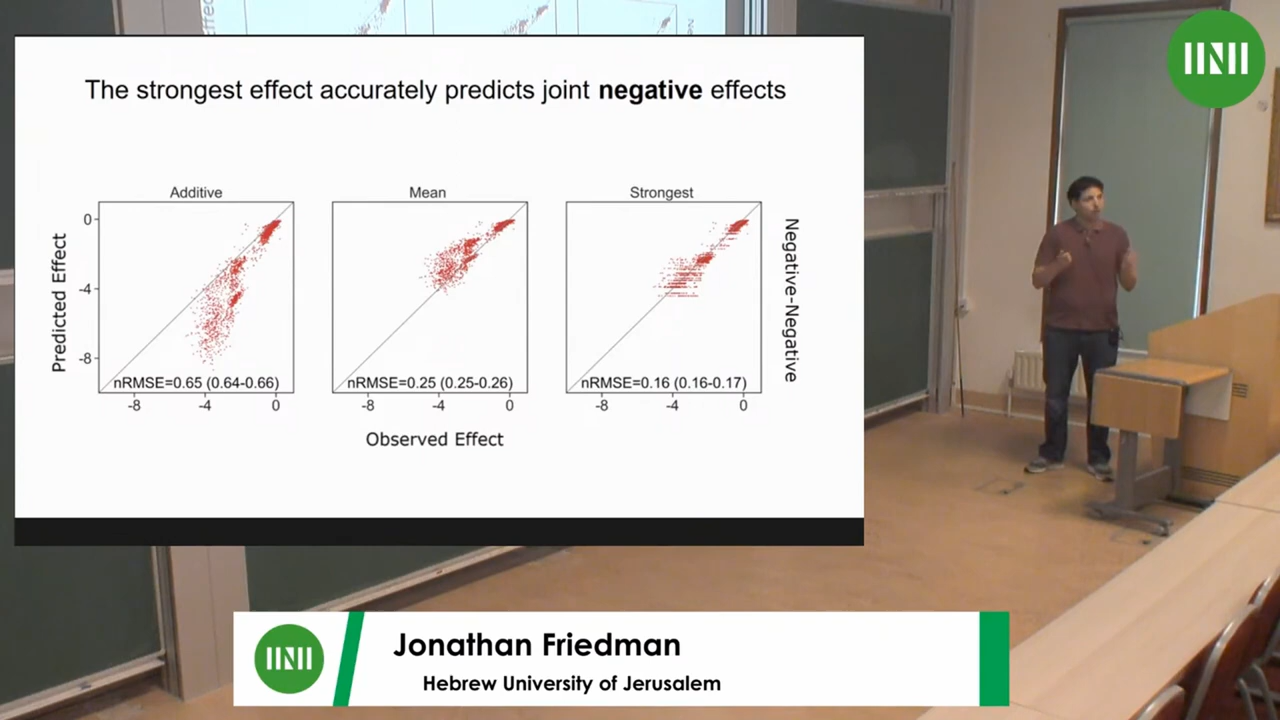 The strongest effect accurately predicts joint negative effects
Additive
Mean
Strongest
Predicted Effect
0
-4
-8
nRMSE=0.65 (0.64-0.66)
nRMSE=0.25 (0.25-0.26)
nRMSE=0.16 (0.16-0.17)
-8
-4
0
-8
-4
0
-8
-4
0
Observed Effect
Negative-Negative
Jonathan Friedman
Hebrew University of Jerusalem